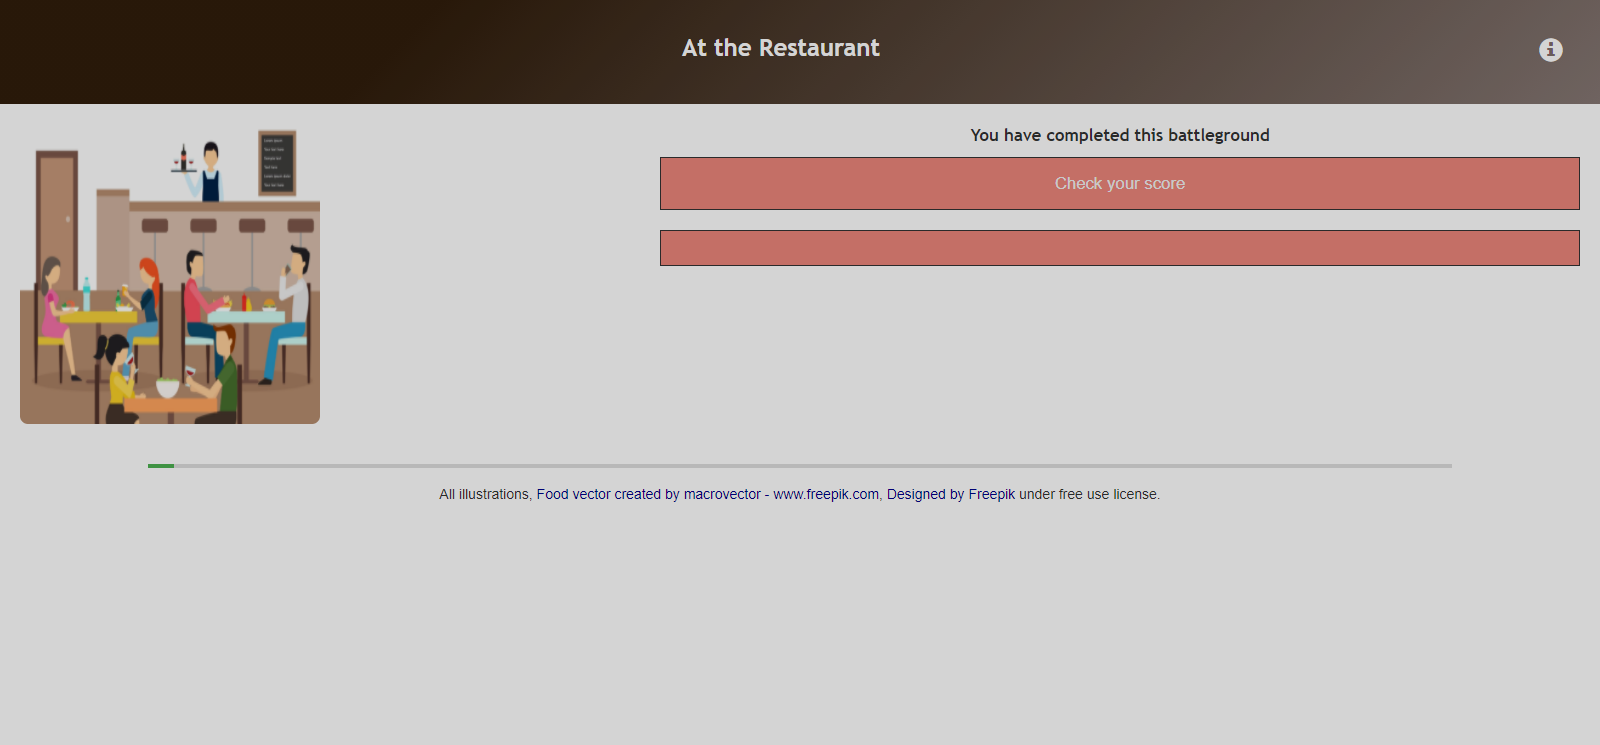 At the Restaurant
You have completed this battleground
Check your score
All illustrations, Food vector created by macrovector - www.freepik.com, Designed by Freepik under free use license.